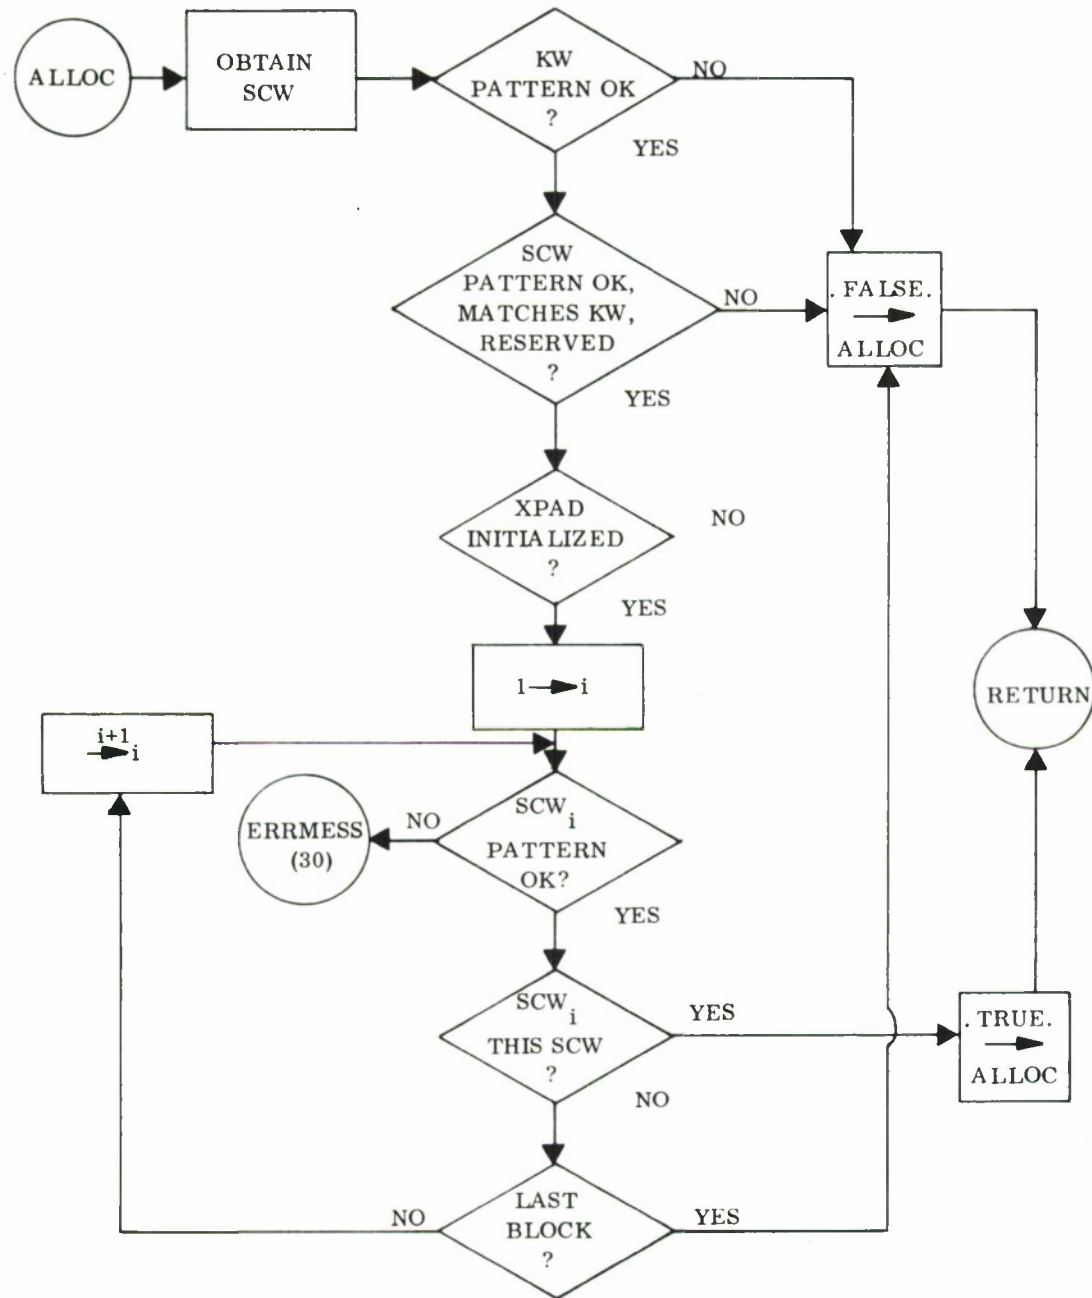 ALLOC
OBTAIN
SCW
KW
PATTERN OK
?
NO
YES
SCW
PATTERN OK,
MATCHES KW,
RESERVED
?
NO
YES
. FALSE.
ALLOC
XPAD
INITIALIZED
?
NO
YES
1→i
RETURN
i+1
→i
SCWi
PATTERN
OK?
NO
ERRMESS
(30)
YES
SCWi
THIS SCW
?
YES
NO
. TRUE.
→
ALLOC
LAST
BLOCK
?
NO
YES